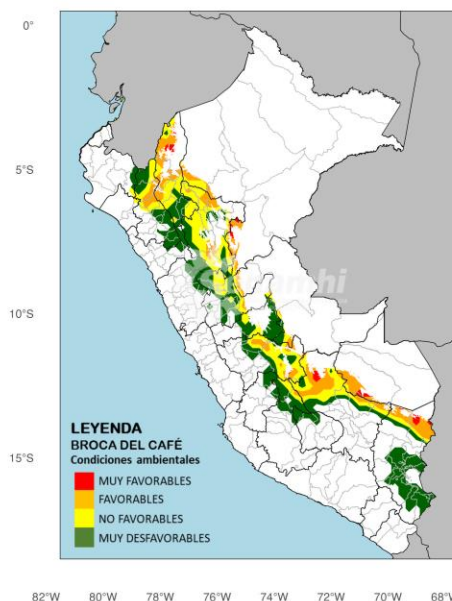 0°
5°S
10°S
15°S
senamhi
LEYENDA
BROCA DEL CAFÉ
Condiciones ambientales
MUY FAVORABLES
FAVORABLES
NO FAVORABLES
MUY DESFAVORABLES
82°W 80°W 78°W 76°W 74°W 72°W 70°W 68°W